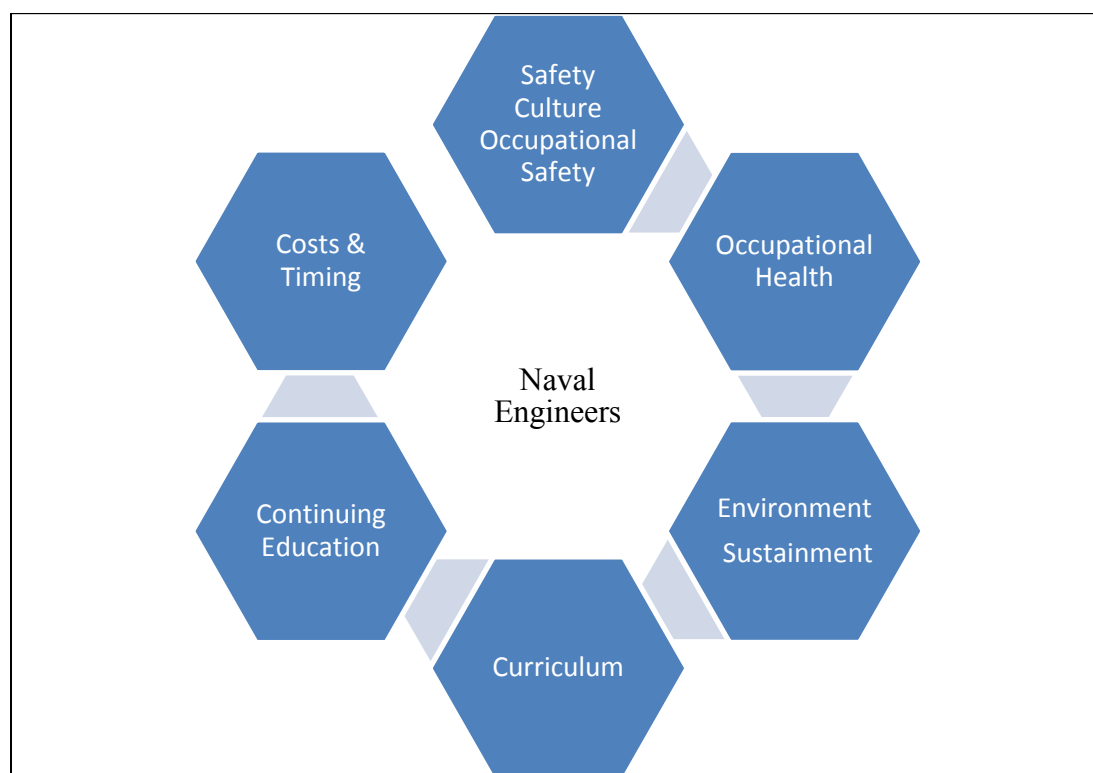 Safety
Culture
Occupational
Safety
Occupational
Health
Environment
Sustainment
Curriculum
Continuing
Education
Costs &
Timing
Naval
Engineers